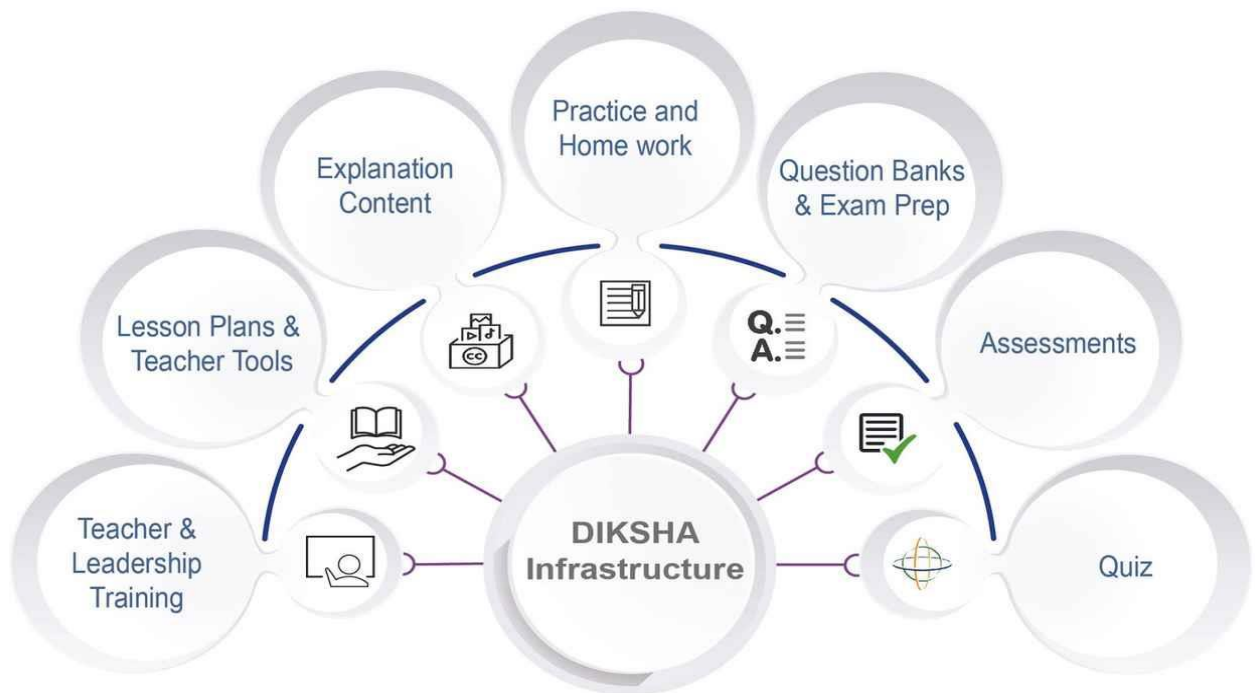 Practice and
Home work
Explanation
Content
Question Banks
& Exam Prep
Lesson Plans &
Teacher Tools
Assessments
Teacher &
Leadership
Training
Quiz
CC
Q.
A.
DIKSHA
Infrastructure